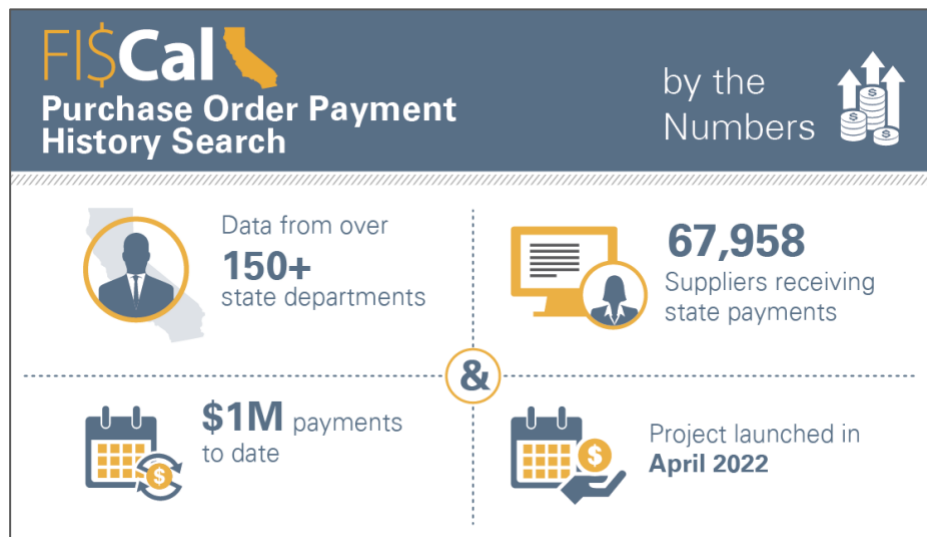 FI$Cal
Purchase Order Payment
History Search
by the
Numbers
Data from over
150+
state departments
67,958
Suppliers receiving
state payments
&
$1M payments
to date
Project launched in
April 2022